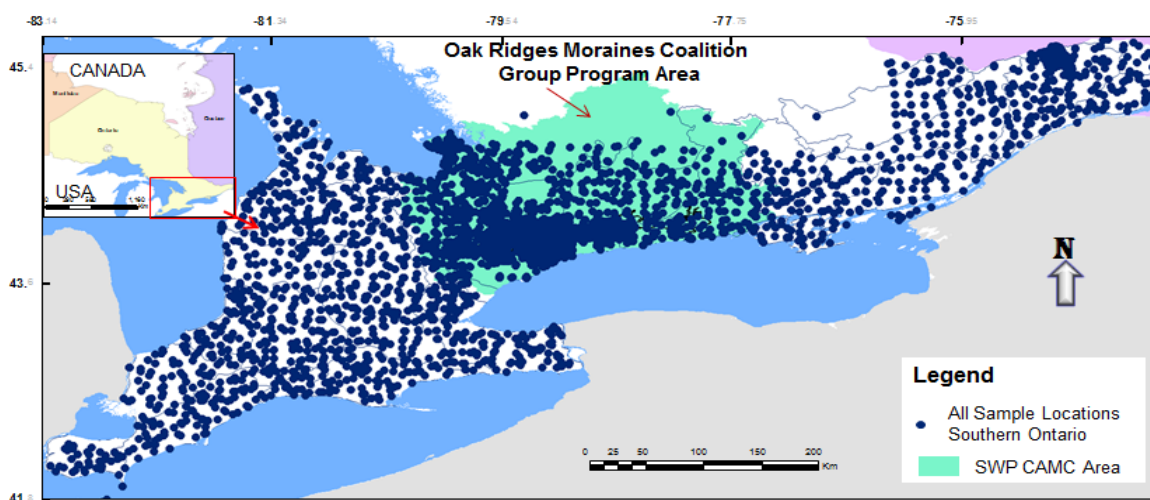 -83.14 -81.34 -79.54 -77.75 -75.95
Oak Ridges Moraines Coalition
Group Program Area
45.4
CANADA
Ontario
USA
43.6
N
Legend
All Sample Locations
Southern Ontario
SWP CAMC Area
0 25 50 100 150 200
Km
41.8